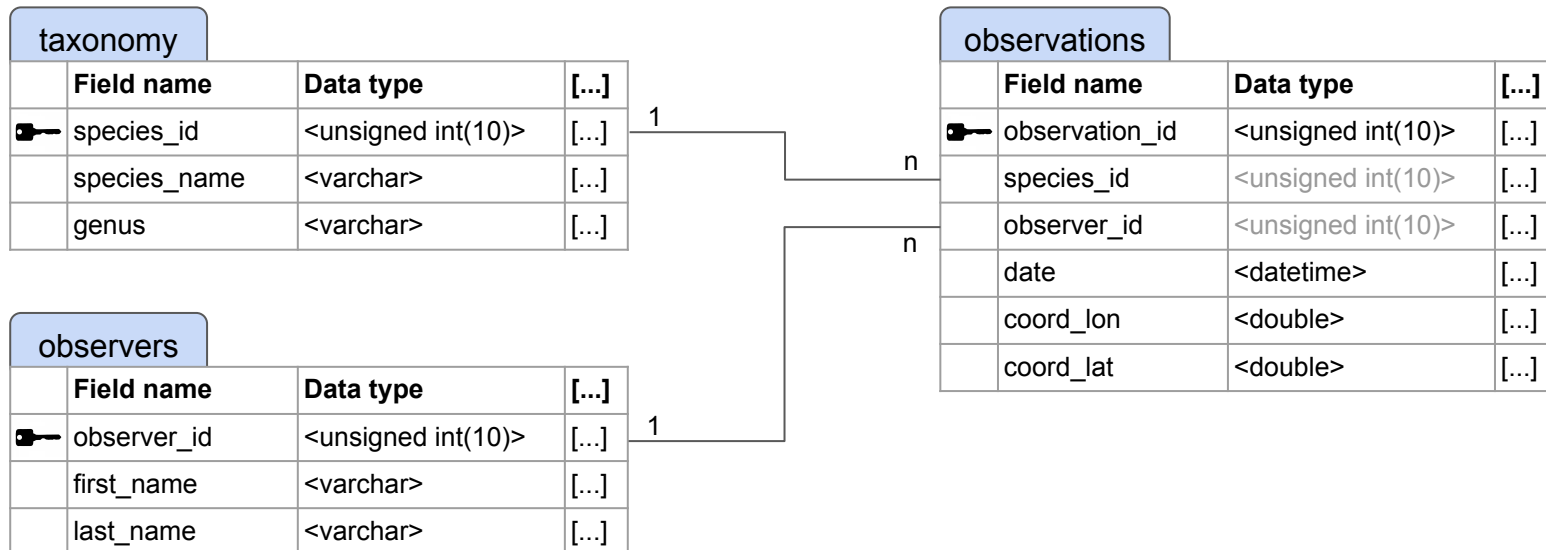 taxonomy
Field name Data type [...]
species_id <unsigned int(10)> [...]
species_name <varchar> [...]
genus <varchar> [...]
1
n
observations
Field name Data type [...]
observation_id <unsigned int(10)> [...]
species_id <unsigned int(10)> [...]
observer_id <unsigned int(10)> [...]
date <datetime> [...]
coord_lon <double> [...]
coord_lat <double> [...]
observers
Field name Data type [...]
observer_id <unsigned int(10)> [...]
first_name <varchar> [...]
last_name <varchar> [...]
1
n